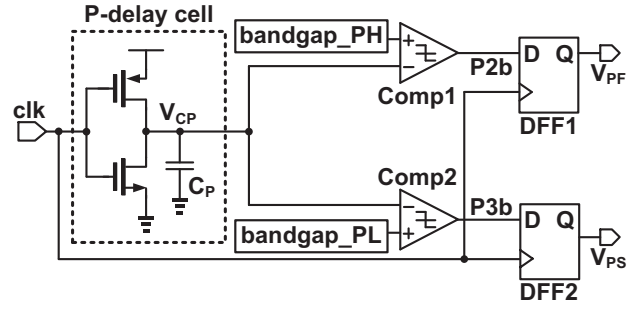 P-delay cell
bandgap_PH
+
−
Comp1
P2b
D Q
V_PF
DFF1
clk
V_CP
C_P
Comp2
−
+
bandgap_PL
P3b
D Q
V_PS
DFF2